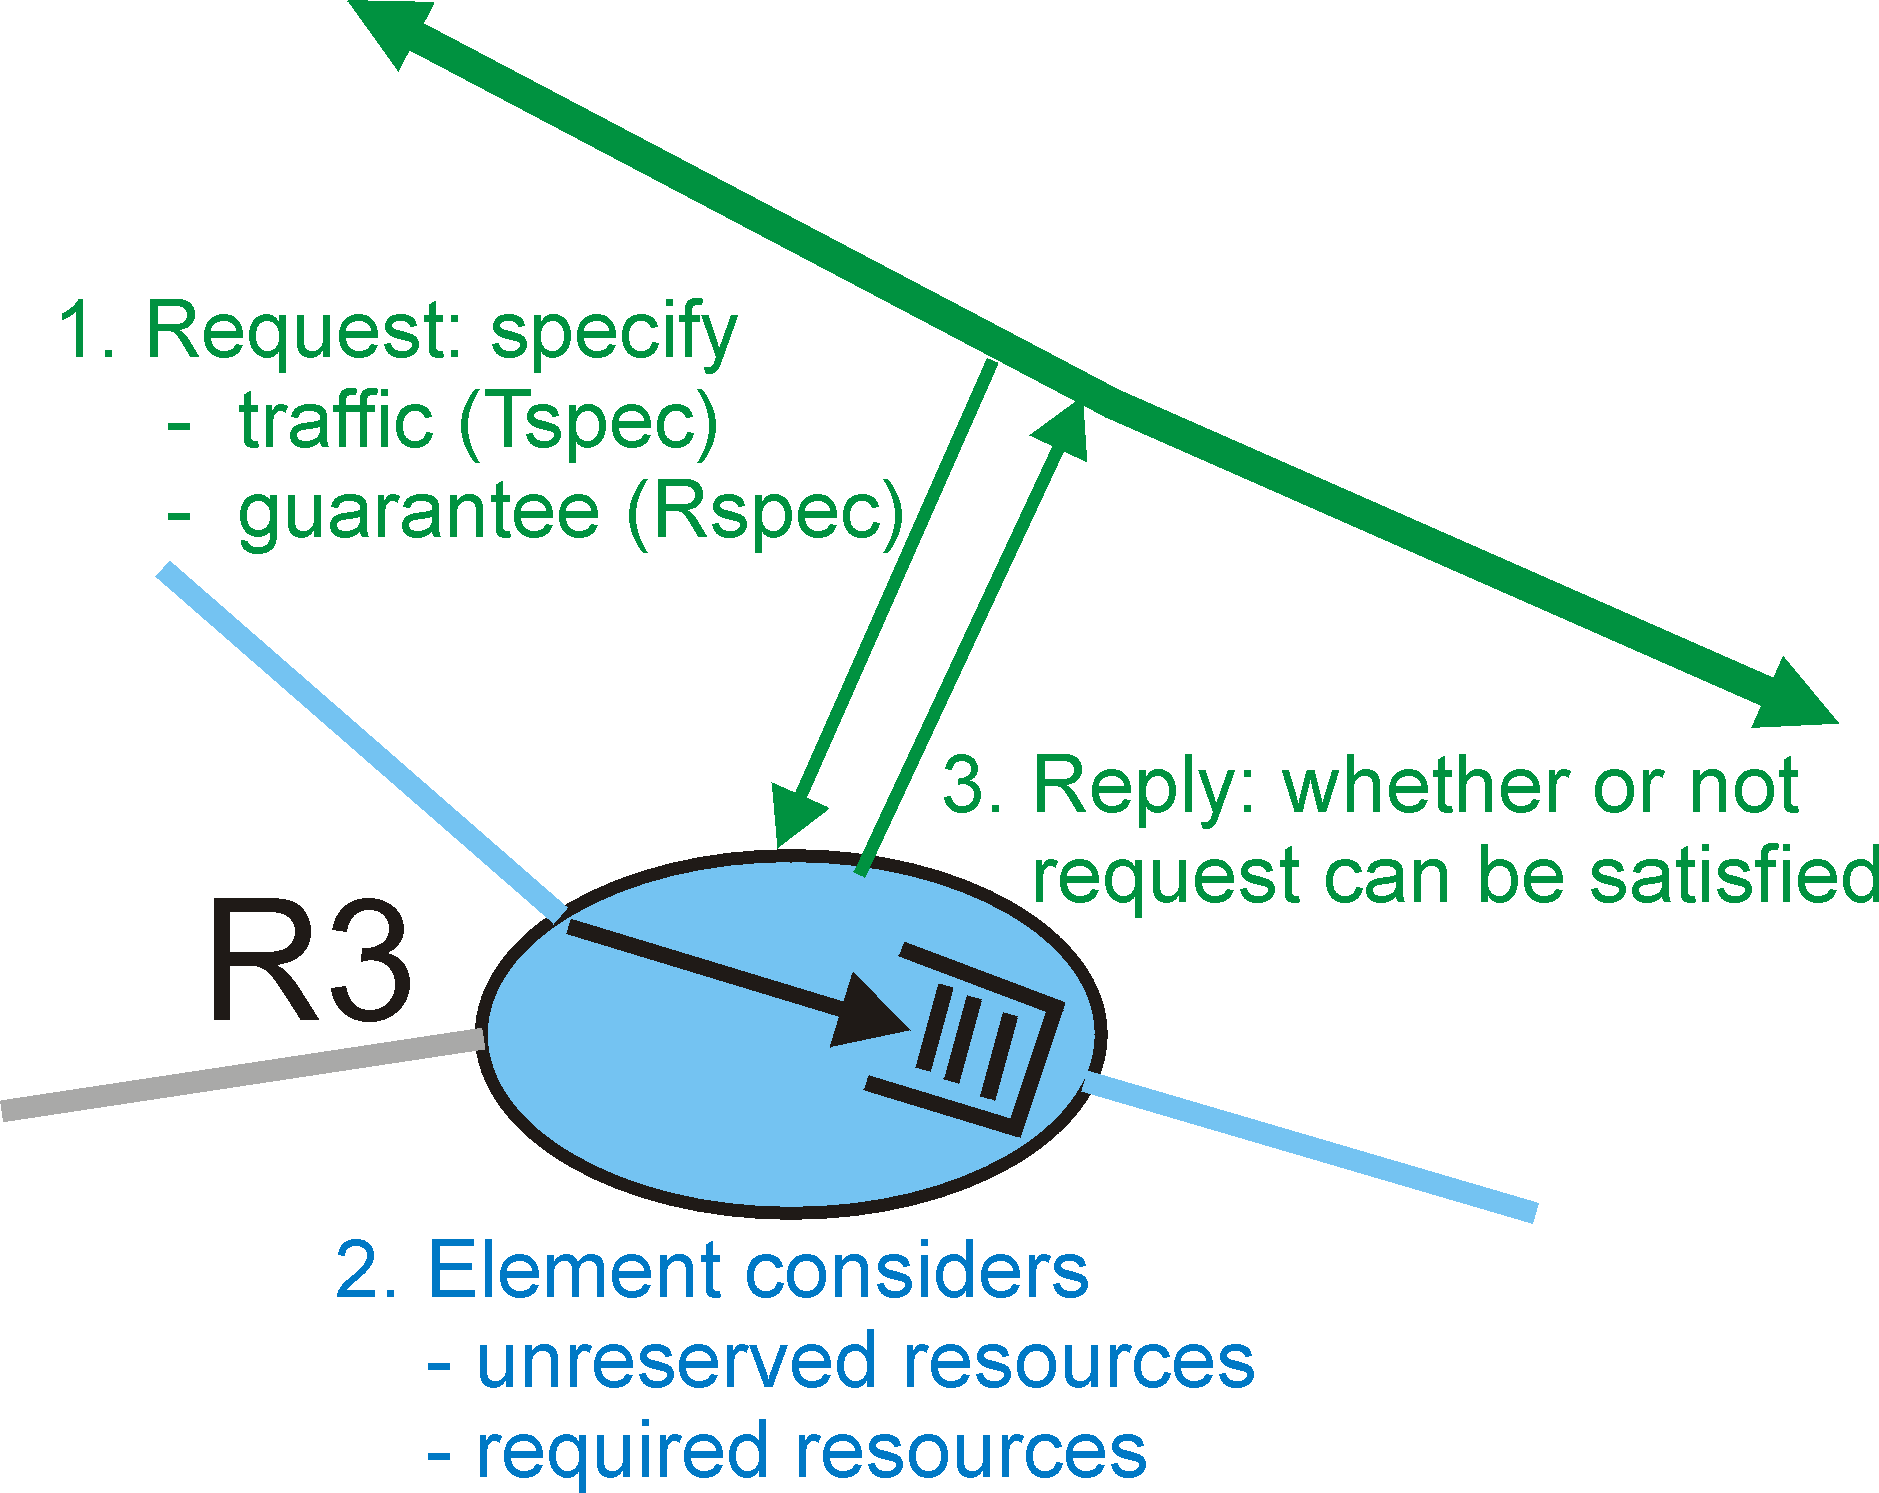 1. Request: specify
- traffic (Tspec)
- guarantee (Rspec)
3. Reply: whether or not
request can be satisfied
R3
2. Element considers
- unreserved resources
- required resources